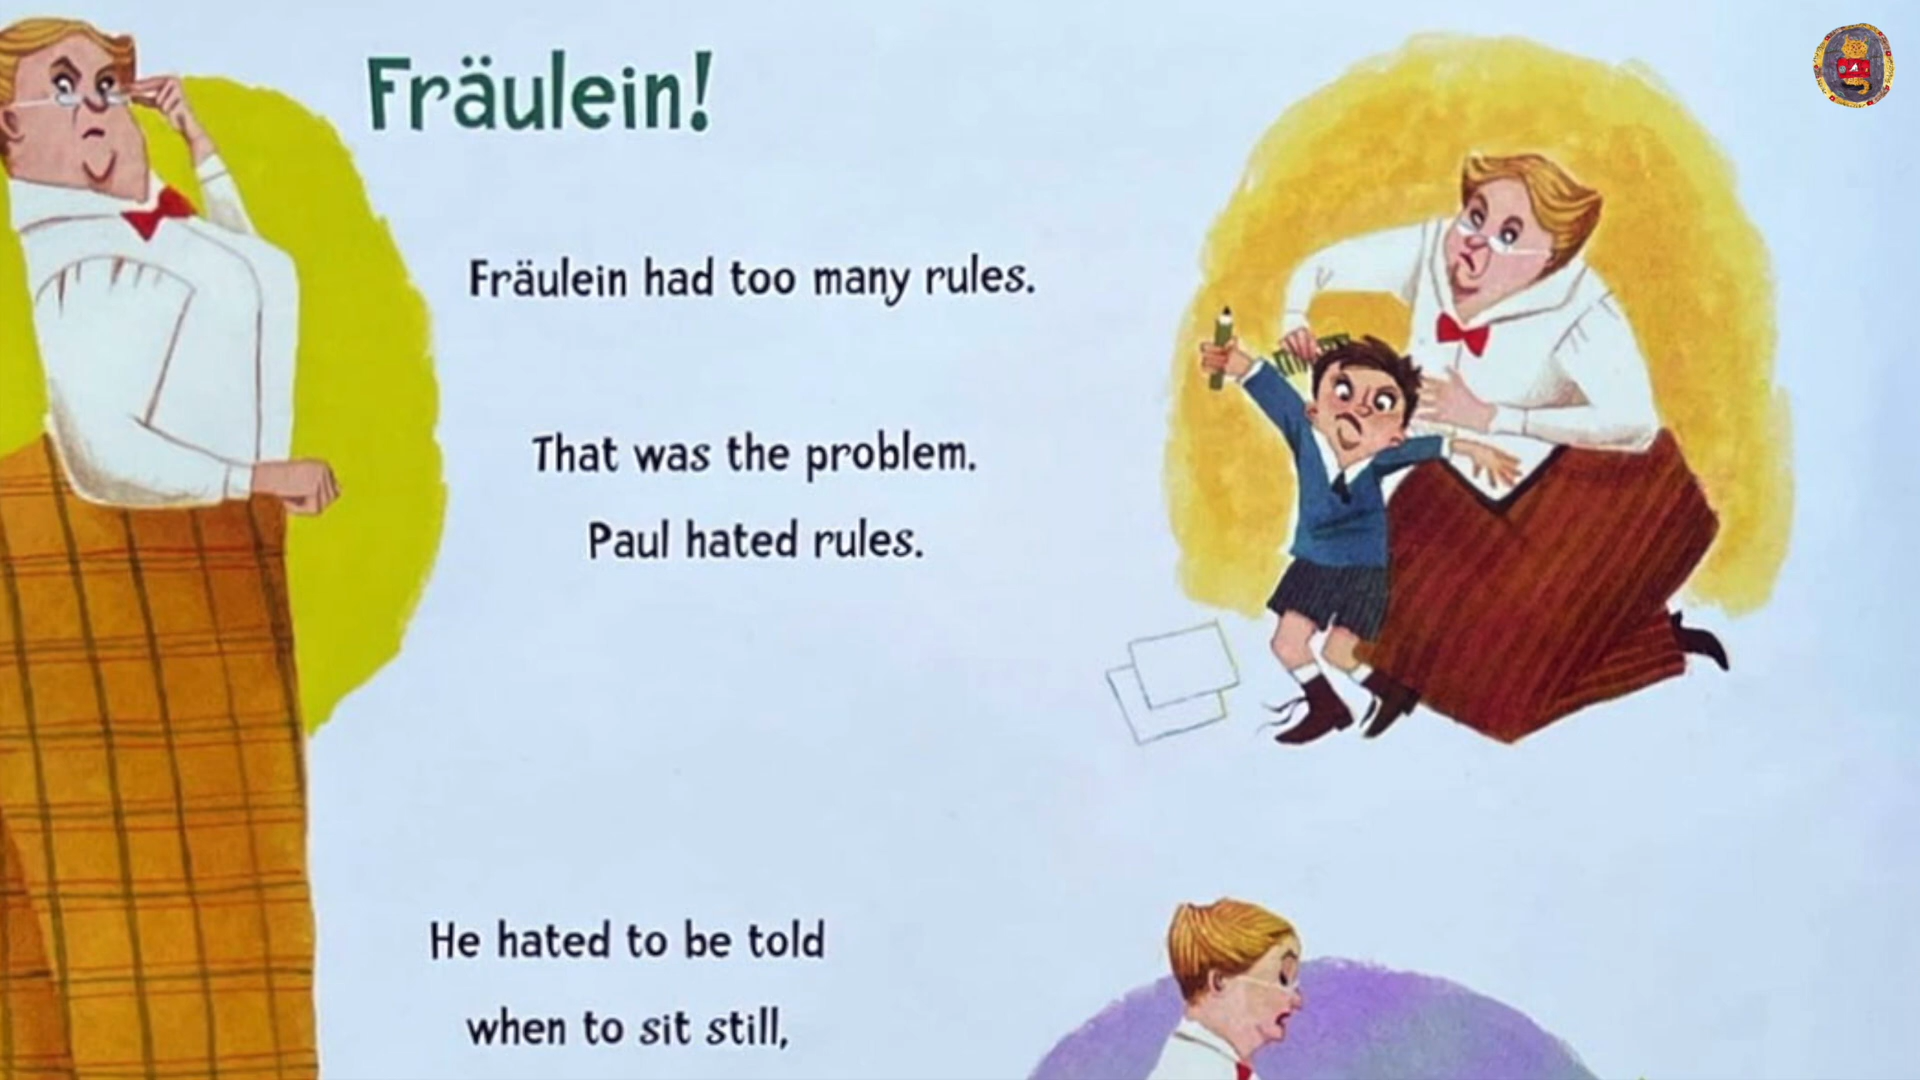 Fräulein!
Fräulein had too many rules.
That was the problem.
Paul hated rules.
He hated to be told
when to sit still,